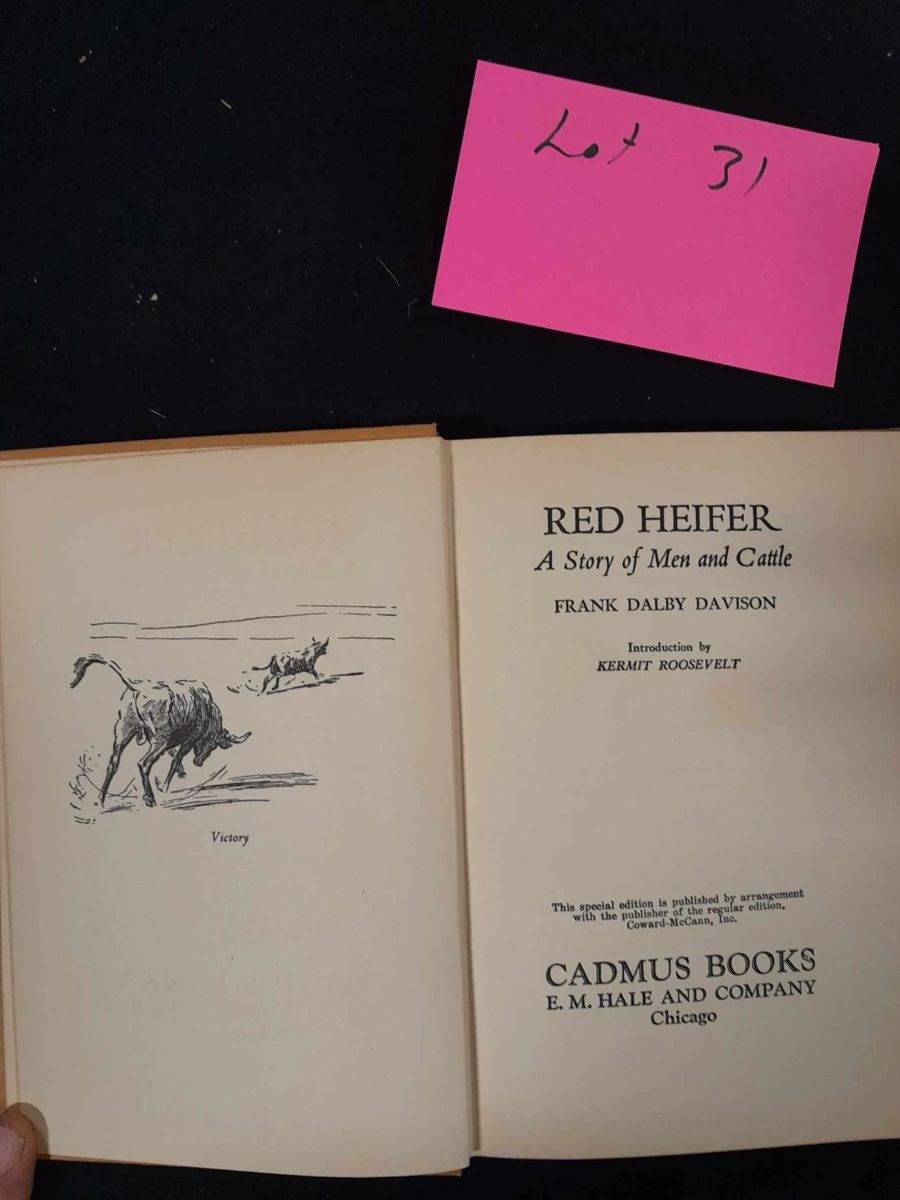 Lot 31
Victory
RED HEIFER
A Story of Men and Cattle
FRANK DALBY DAVISON
Introduction by
KERMIT ROOSEVELT
This special edition is published by arrangement
with the publisher of the regular edition,
Coward-McCann, Inc.
CADMUS BOOKS
E. M. HALE AND COMPANY
Chicago